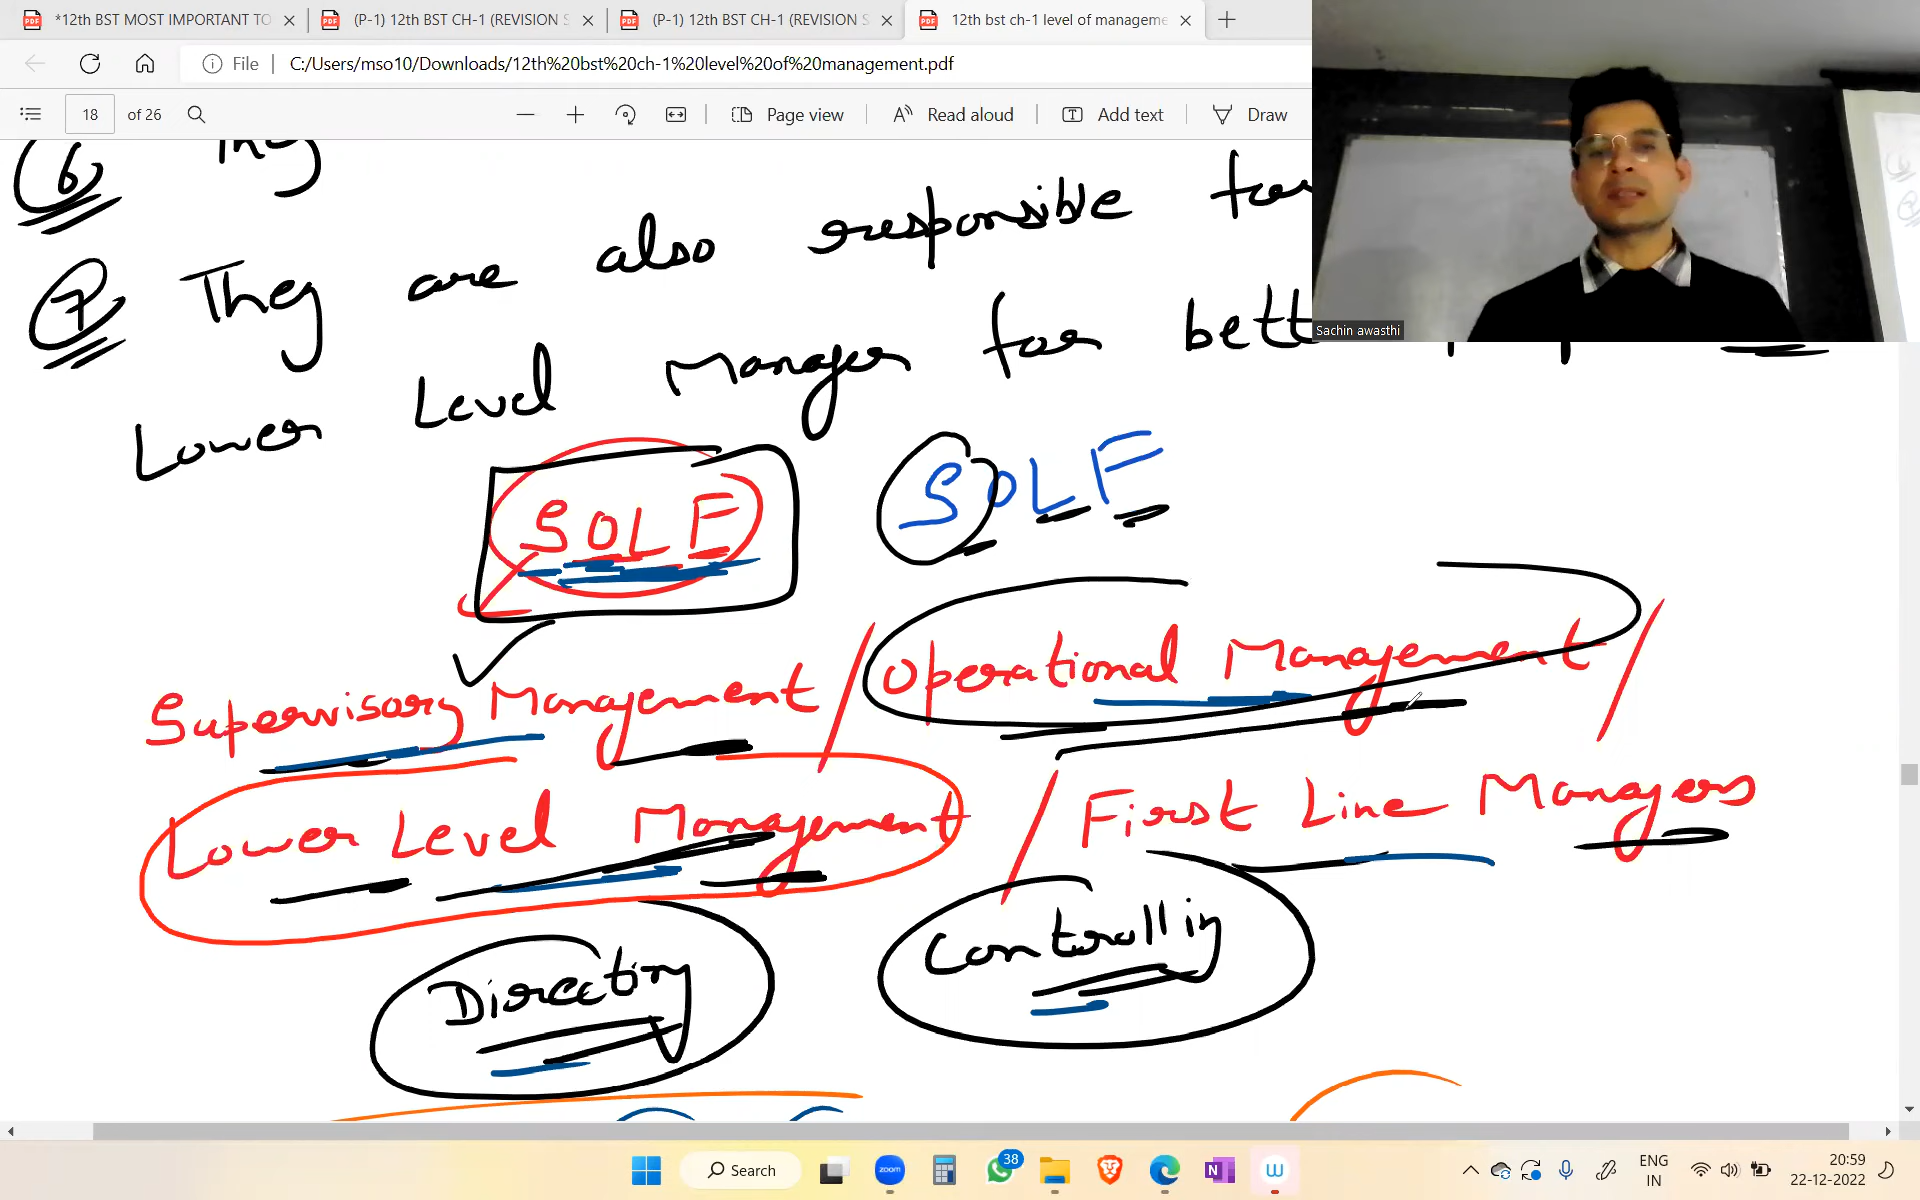 *12th BST MOST IMPORTANT TO
(P-1) 12th BST CH-1 (REVISION S
(P-1) 12th BST CH-1 (REVISION S
12th bst ch-1 level of manageme
File
C:/Users/mso10/Downloads/12th%20bst%20ch-1%20level%20of%20management.pdf
18 of 26
Page view
Read aloud
Add text
Draw
6 They
7 They are also responsible for
Sachin awasthi
Lower Level Manager for bett
SOLF SOLF
Supervisory Management / Operational Management /
Lower Level Management / First Line Managers
Directing Controllin
Search
zoom
38
ENG
IN
20:59
22-12-2022